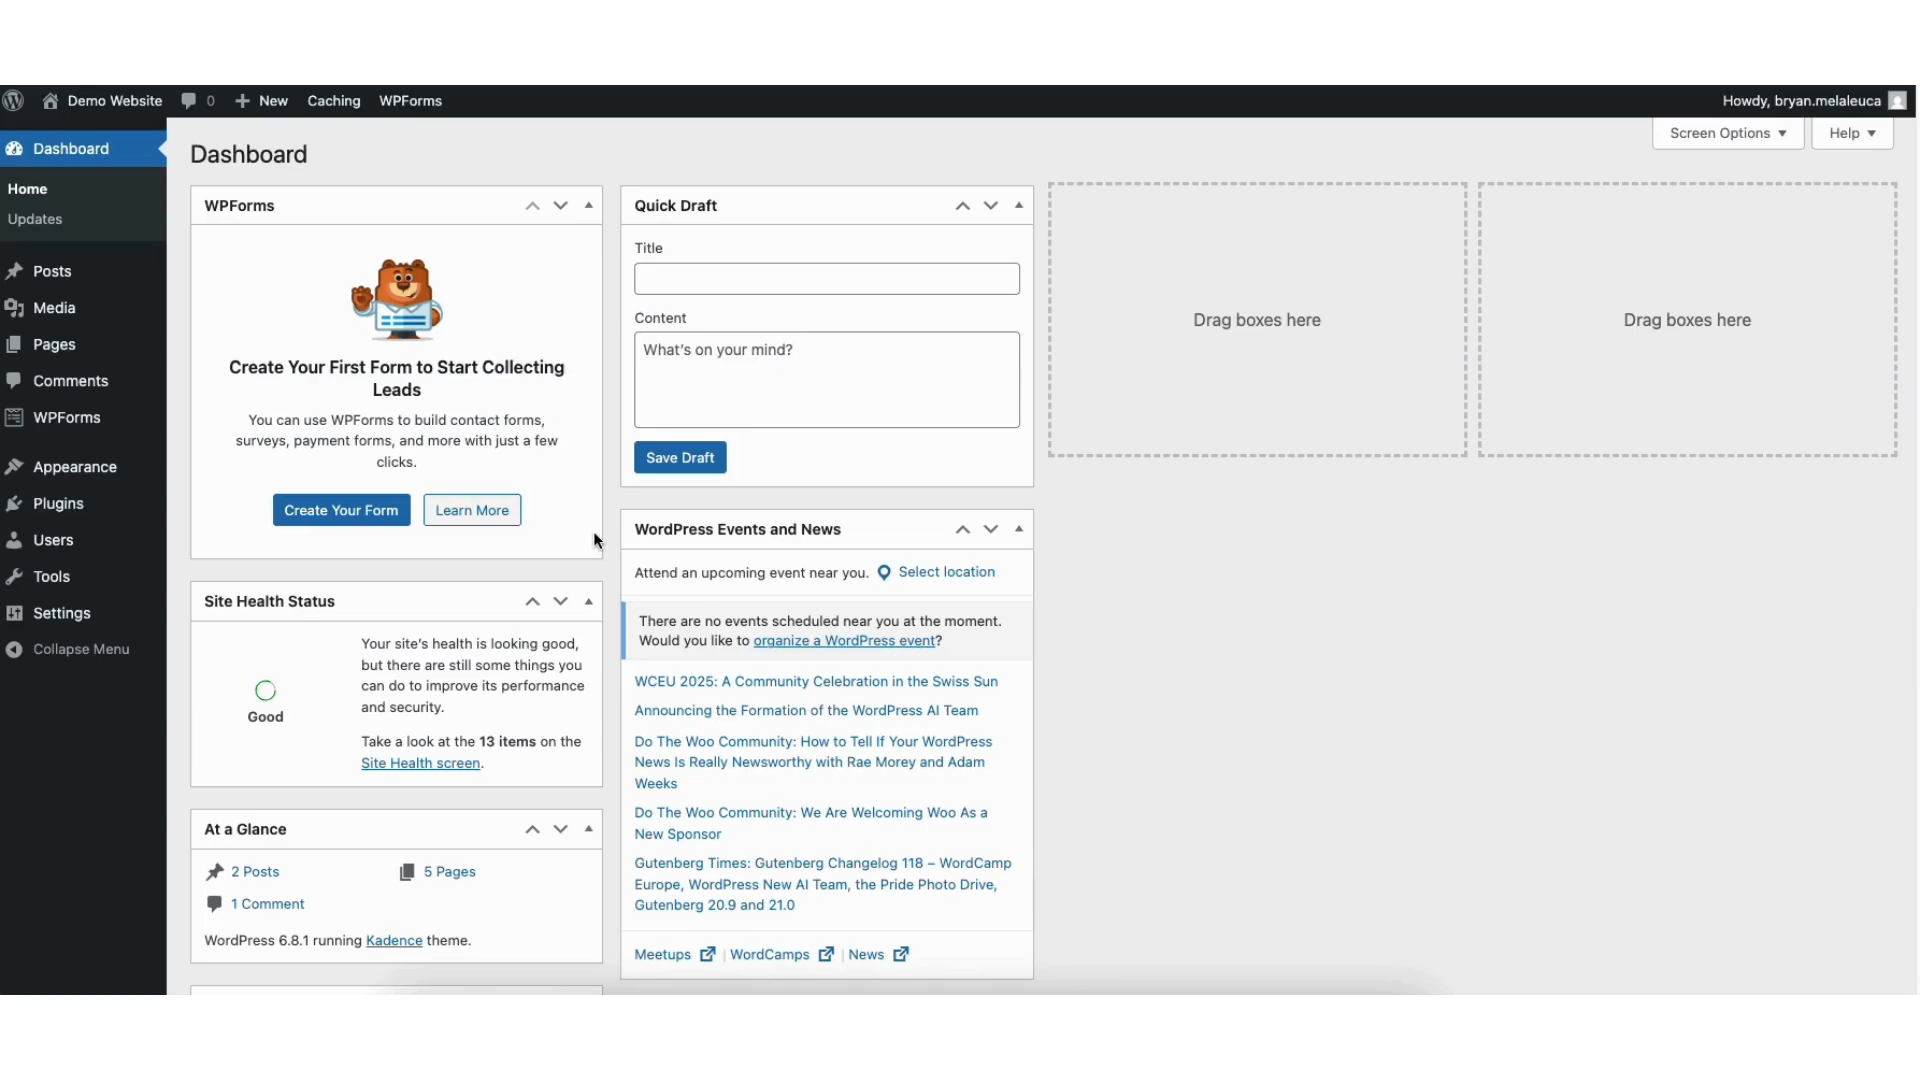 Demo Website 0 New Caching WPForms Howdy, bryan.melaleuca
Screen Options Help
Dashboard
Home
Updates
Posts
Media
Pages
Comments
WPForms
Appearance
Plugins
Users
Tools
Settings
Collapse Menu
Dashboard
WPForms
Create Your First Form to Start Collecting
Leads
You can use WPForms to build contact forms,
surveys, payment forms, and more with just a few
clicks.
Create Your Form Learn More
Site Health Status
Good
Your site's health is looking good,
but there are still some things you
can do to improve its performance
and security.
Take a look at the 13 items on the
Site Health screen.
At a Glance
2 Posts 5 Pages
1 Comment
WordPress 6.8.1 running Kadence theme.
Quick Draft
Title
Content
What's on your mind?
Save Draft
WordPress Events and News
Attend an upcoming event near you. Select location
There are no events scheduled near you at the moment.
Would you like to organize a WordPress event?
WCEU 2025: A Community Celebration in the Swiss Sun
Announcing the Formation of the WordPress AI Team
Do The Woo Community: How to Tell If Your WordPress
News Is Really Newsworthy with Rae Morey and Adam
Weeks
Do The Woo Community: We Are Welcoming Woo As a
New Sponsor
Gutenberg Times: Gutenberg Changelog 118 – WordCamp
Europe, WordPress New AI Team, the Pride Photo Drive,
Gutenberg 20.9 and 21.0
Meetups | WordCamps | News
Drag boxes here
Drag boxes here